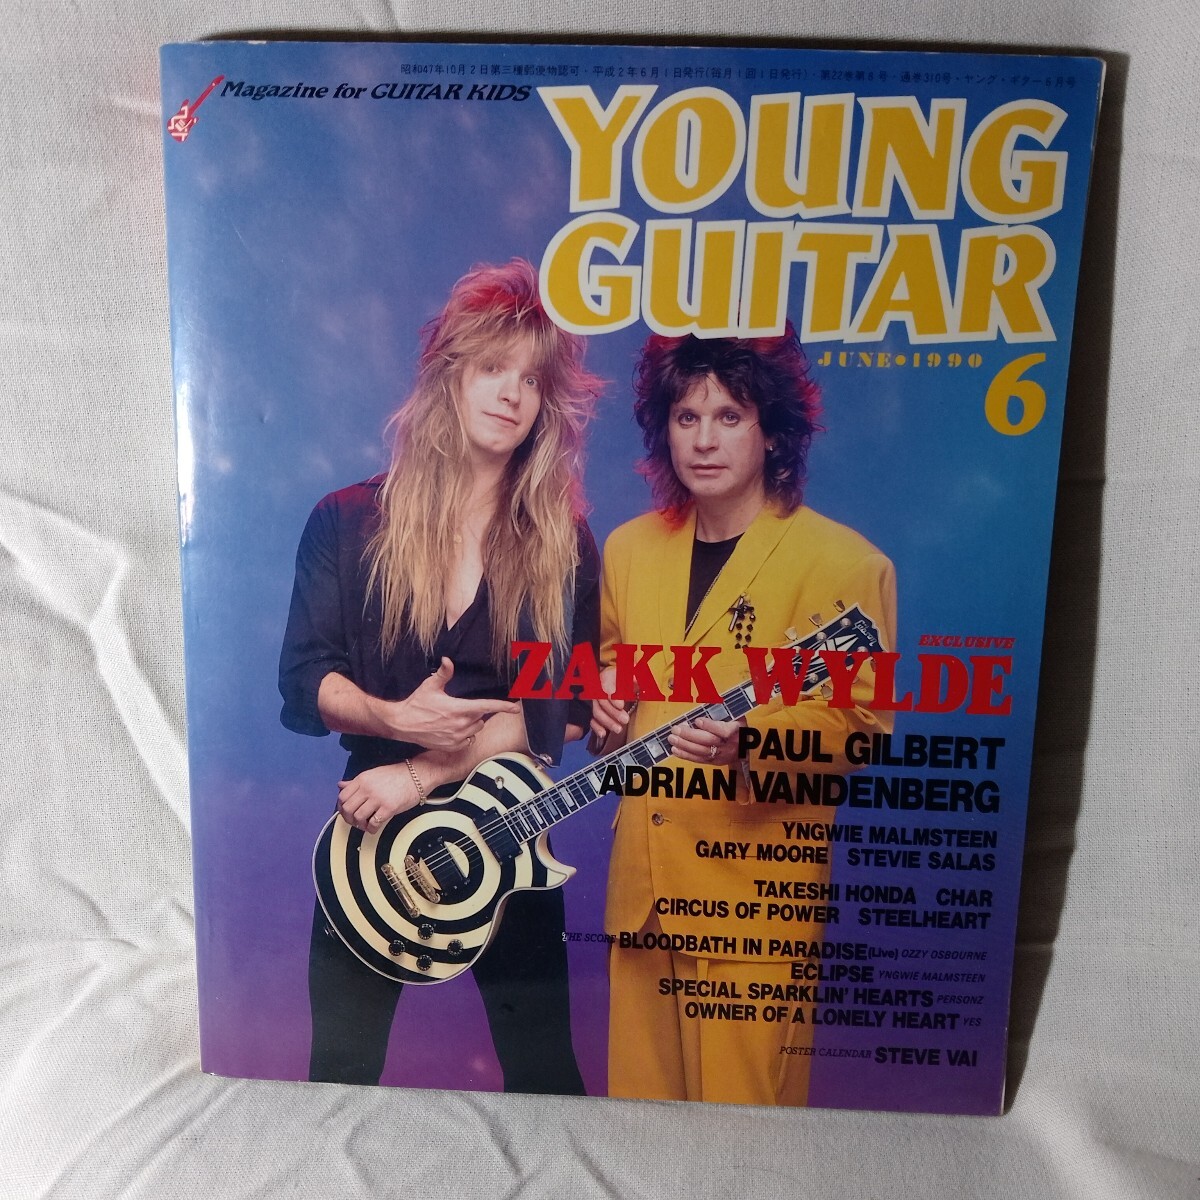 昭和47年10月2日第三種郵便物認可・平成2年6月1日発行(毎月1回1日発行)・第22巻第8号・通巻310号・ヤング・ギター6月号
Magazine for GUITAR KIDS
YOUNG
GUITAR
JUNE•1990
6
EXCLUSIVE
ZAKK WYLDE
PAUL GILBERT
ADRIAN VANDENBERG
YNGWIE MALMSTEEN
GARY MOORE STEVIE SALAS
TAKESHI HONDA CHAR
CIRCUS OF POWER STEELHEART
THE SCORE BLOODBATH IN PARADISE (Live) OZZY OSBOURNE
ECLIPSE YNGWIE MALMSTEEN
SPECIAL SPARKLIN' HEARTS PERSONZ
OWNER OF A LONELY HEART YES
POSTER CALENDAR STEVE VAI
Gibson